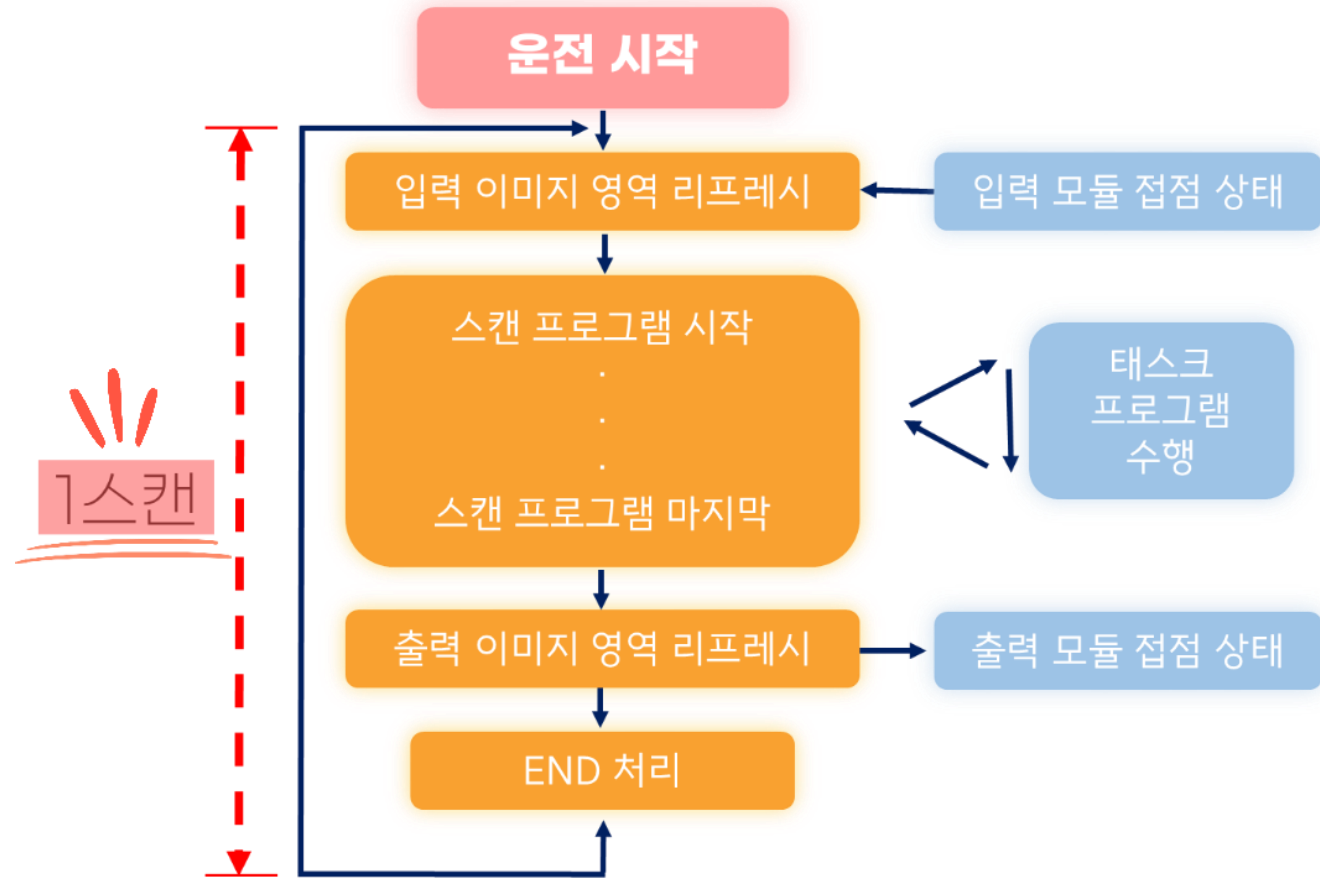 운전 시작
입력 이미지 영역 리프레시
입력 모듈 접점 상태
스캔 프로그램 시작
.
.
.
스캔 프로그램 마지막
태스크
프로그램
수행
1스캔
출력 이미지 영역 리프레시
출력 모듈 접점 상태
END 처리